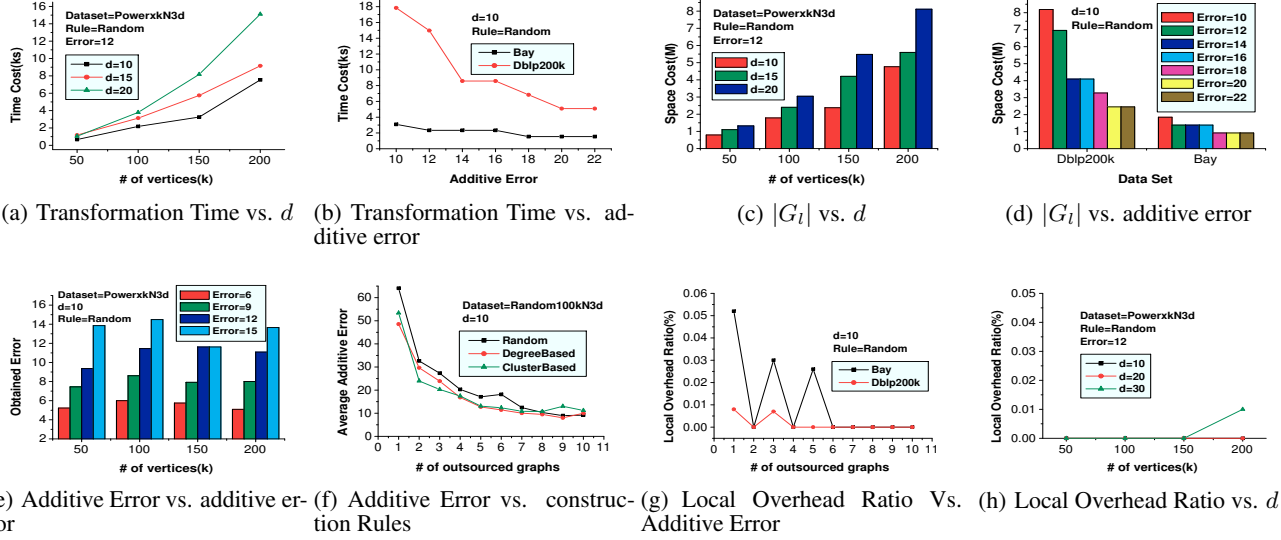 Dataset=PowerxkN3d
Rule=Random
Error=12
d=10
d=15
d=20
Time Cost(ks)
16
14
12
10
8
6
4
2
0
50 100 150 200
# of vertices(k)
(a) Transformation Time vs. d
d=10
Rule=Random
Bay
Dblp200k
Time Cost(ks)
18
16
14
12
10
8
6
4
2
0
10 12 14 16 18 20 22
Additive Error
(b) Transformation Time vs. ad-
ditive error
Dataset=PowerxkN3d
Rule=Random
Error=12
d=10
d=15
d=20
Space Cost(M)
8
7
6
5
4
3
2
1
0
50 100 150 200
# of vertices(k)
(c) |G_l| vs. d
d=10
Rule=Random
Error=10
Error=12
Error=14
Error=16
Error=18
Error=20
Error=22
Space Cost(M)
8
7
6
5
4
3
2
1
0
Dblp200k Bay
Data Set
(d) |G_l| vs. additive error
Dataset=PowerxkN3d
d=10
Rule=Random
Error=6
Error=9
Error=12
Error=15
Obtained Error
16
14
12
10
8
6
4
2
50 100 150 200
# of vertices(k)
e) Additive Error vs. additive er-
or
Dataset=Random100kN3d
d=10
Random
DegreeBased
ClusterBased
Average Additive Error
60
50
40
30
20
10
0
0 1 2 3 4 5 6 7 8 9 10 11
# of outsourced graphs
(f) Additive Error vs. construc-
tion Rules
d=10
Rule=Random
Bay
Dblp200k
Local Overhead Ratio(%)
0.06
0.05
0.04
0.03
0.02
0.01
0.00
0 1 2 3 4 5 6 7 8 9 10 11
# of outsourced graphs
(g) Local Overhead Ratio Vs.
Additive Error
Dataset=PowerxkN3d
Rule=Random
Error=12
d=10
d=20
d=30
Local Overhead Ratio(%)
0.05
0.04
0.03
0.02
0.01
0.00
50 100 150 200
# of vertices(k)
(h) Local Overhead Ratio vs. d